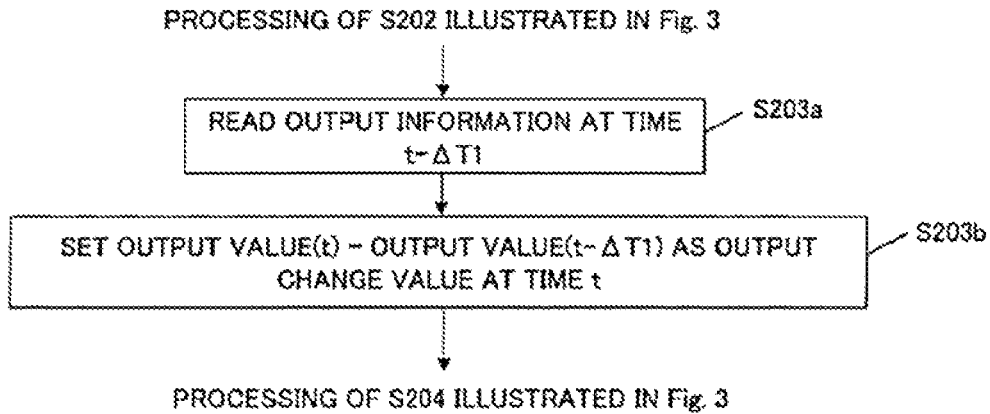 PROCESSING OF S202 ILLUSTRATED IN Fig. 3
READ OUTPUT INFORMATION AT TIME
t-ΔT1
S203a
SET OUTPUT VALUE(t) - OUTPUT VALUE(t-ΔT1) AS OUTPUT
CHANGE VALUE AT TIME t
S203b
PROCESSING OF S204 ILLUSTRATED IN Fig. 3